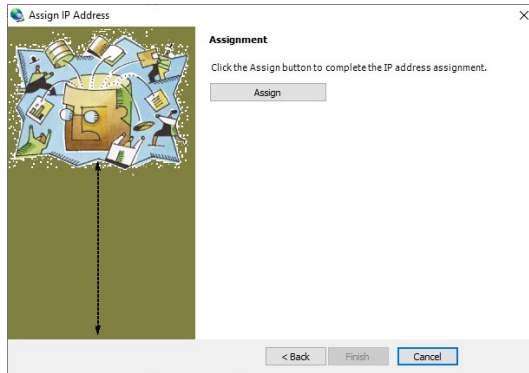 Assign IP Address
Assignment
Click the Assign button to complete the IP address assignment.
Assign
< Back
Finish
Cancel